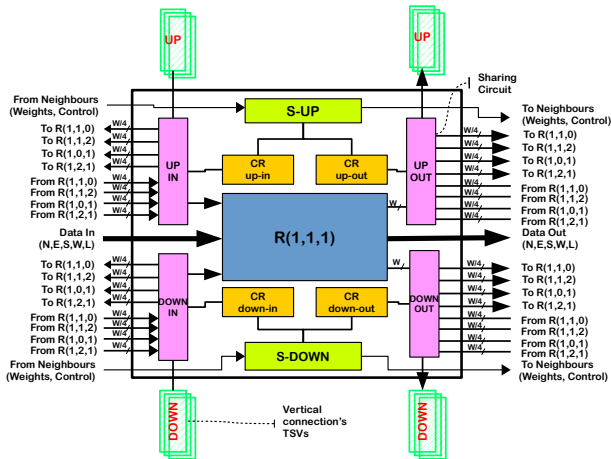 UP
UP
Sharing
Circuit
From Neighbours
(Weights, Control)
S-UP
To Neighbours
(Weights, Control)
To R(1,1,0)
To R(1,1,2)
To R(1,0,1)
To R(1,2,1)
From R(1,1,0)
From R(1,1,2)
From R(1,0,1)
From R(1,2,1)
W/4
W/4
W/4
W/4
W/4
W/4
W/4
W/4
UP
IN
CR
up-in
CR
up-out
UP
OUT
W/4
W/4
W/4
W/4
W/4
W/4
W/4
W/4
To R(1,1,0)
To R(1,1,2)
To R(1,0,1)
To R(1,2,1)
From R(1,1,0)
From R(1,1,2)
From R(1,0,1)
From R(1,2,1)
W
Data In
(N,E,S,W,L)
R(1,1,1)
Data Out
(N,E,S,W,L)
W
To R(1,1,0)
To R(1,1,2)
To R(1,0,1)
To R(1,2,1)
From R(1,1,0)
From R(1,1,2)
From R(1,0,1)
From R(1,2,1)
W/4
W/4
W/4
W/4
W/4
W/4
W/4
W/4
DOWN
IN
CR
down-in
CR
down-out
DOWN
OUT
W/4
W/4
W/4
W/4
W/4
W/4
W/4
W/4
To R(1,1,0)
To R(1,1,2)
To R(1,0,1)
To R(1,2,1)
From R(1,1,0)
From R(1,1,2)
From R(1,0,1)
From R(1,2,1)
From Neighbours
(Weights, Control)
S-DOWN
To Neighbours
(Weights, Control)
DOWN
Vertical
connection's
TSVs
DOWN